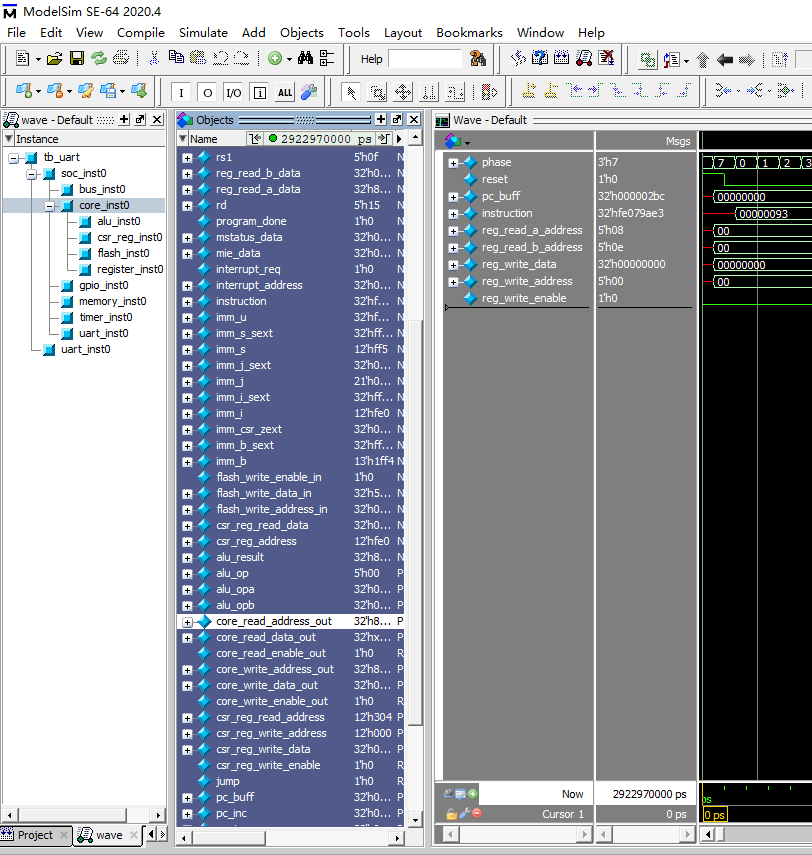 ModelSim SE-64 2020.4
File Edit View Compile Simulate Add Objects Tools Layout Bookmarks Window Help
Help
I O I/O i ALL
wave - Default
Instance
tb_uart
soc_inst0
bus_inst0
core_inst0
alu_inst0
csr_reg_inst0
flash_inst0
register_inst0
gpio_inst0
memory_inst0
timer_inst0
uart_inst0
uart_inst0
Project
wave
Objects
Name 2922970000 ps
rs1 5'h0f N
reg_read_b_data 32'h0... N
reg_read_a_data 32'h8... N
rd 5'h15 N
program_done 1'h0 N
mstatus_data 32'h0... N
mie_data 32'h0... N
interrupt_req 1'h0 N
interrupt_address 32'h0... N
instruction 32'hf... N
imm_u 32'hf... N
imm_s_sext 32'hff... N
imm_s 12'hff5 N
imm_j_sext 32'h0... N
imm_j 21'h0... N
imm_i_sext 32'hff... N
imm_i 12'hfe0 N
imm_csr_zext 32'h0... N
imm_b_sext 32'hff... N
imm_b 13'h1ff4 N
flash_write_enable_in 1'h0 N
flash_write_data_in 32'h5... N
flash_write_address_in 32'h0... N
csr_reg_read_data 32'h0... N
csr_reg_address 12'hfe0 N
alu_result 32'h8... N
alu_op 5'h00 P
alu_opa 32'h0... P
alu_opb 32'h0... P
core_read_address_out 32'h8... P
core_read_data_out 32'hx... P
core_read_enable_out 1'h0 R
core_write_address_out 32'h8... P
core_write_data_out 32'h0... P
core_write_enable_out 1'h0 R
csr_reg_read_address 12'h304 P
csr_reg_write_address 12'h000 P
csr_reg_write_data 32'h0... P
csr_reg_write_enable 1'h0 R
jump 1'h0 R
pc_buff 32'h0... P
pc_inc 32'h0... P
Wave - Default
Msgs
phase 3'h7 7 0 1 2 3
reset 1'h0
pc_buff 32'h000002bc 00000000
instruction 32'hfe079ae3 00000093
reg_read_a_address 5'h08 00
reg_read_b_address 5'h0e 00
reg_write_data 32'h00000000 00000000
reg_write_address 5'h00 00
reg_write_enable 1'h0
Now 2922970000 ps ps
Cursor 1 0 ps 0 ps